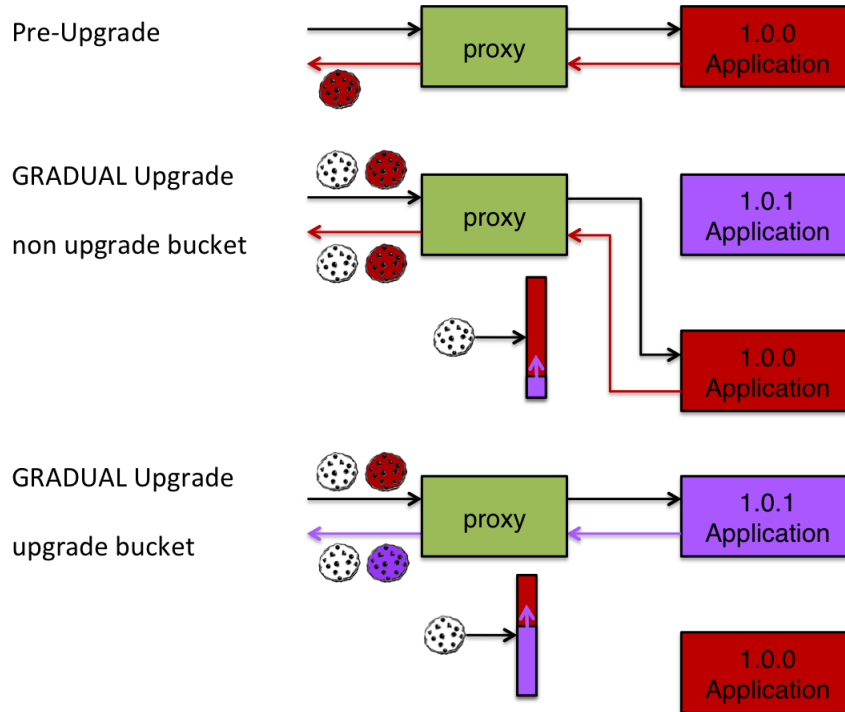 Pre-Upgrade
proxy
1.0.0
Application
GRADUAL Upgrade
non upgrade bucket
proxy
1.0.1
Application
1.0.0
Application
GRADUAL Upgrade
upgrade bucket
proxy
1.0.1
Application
1.0.0
Application